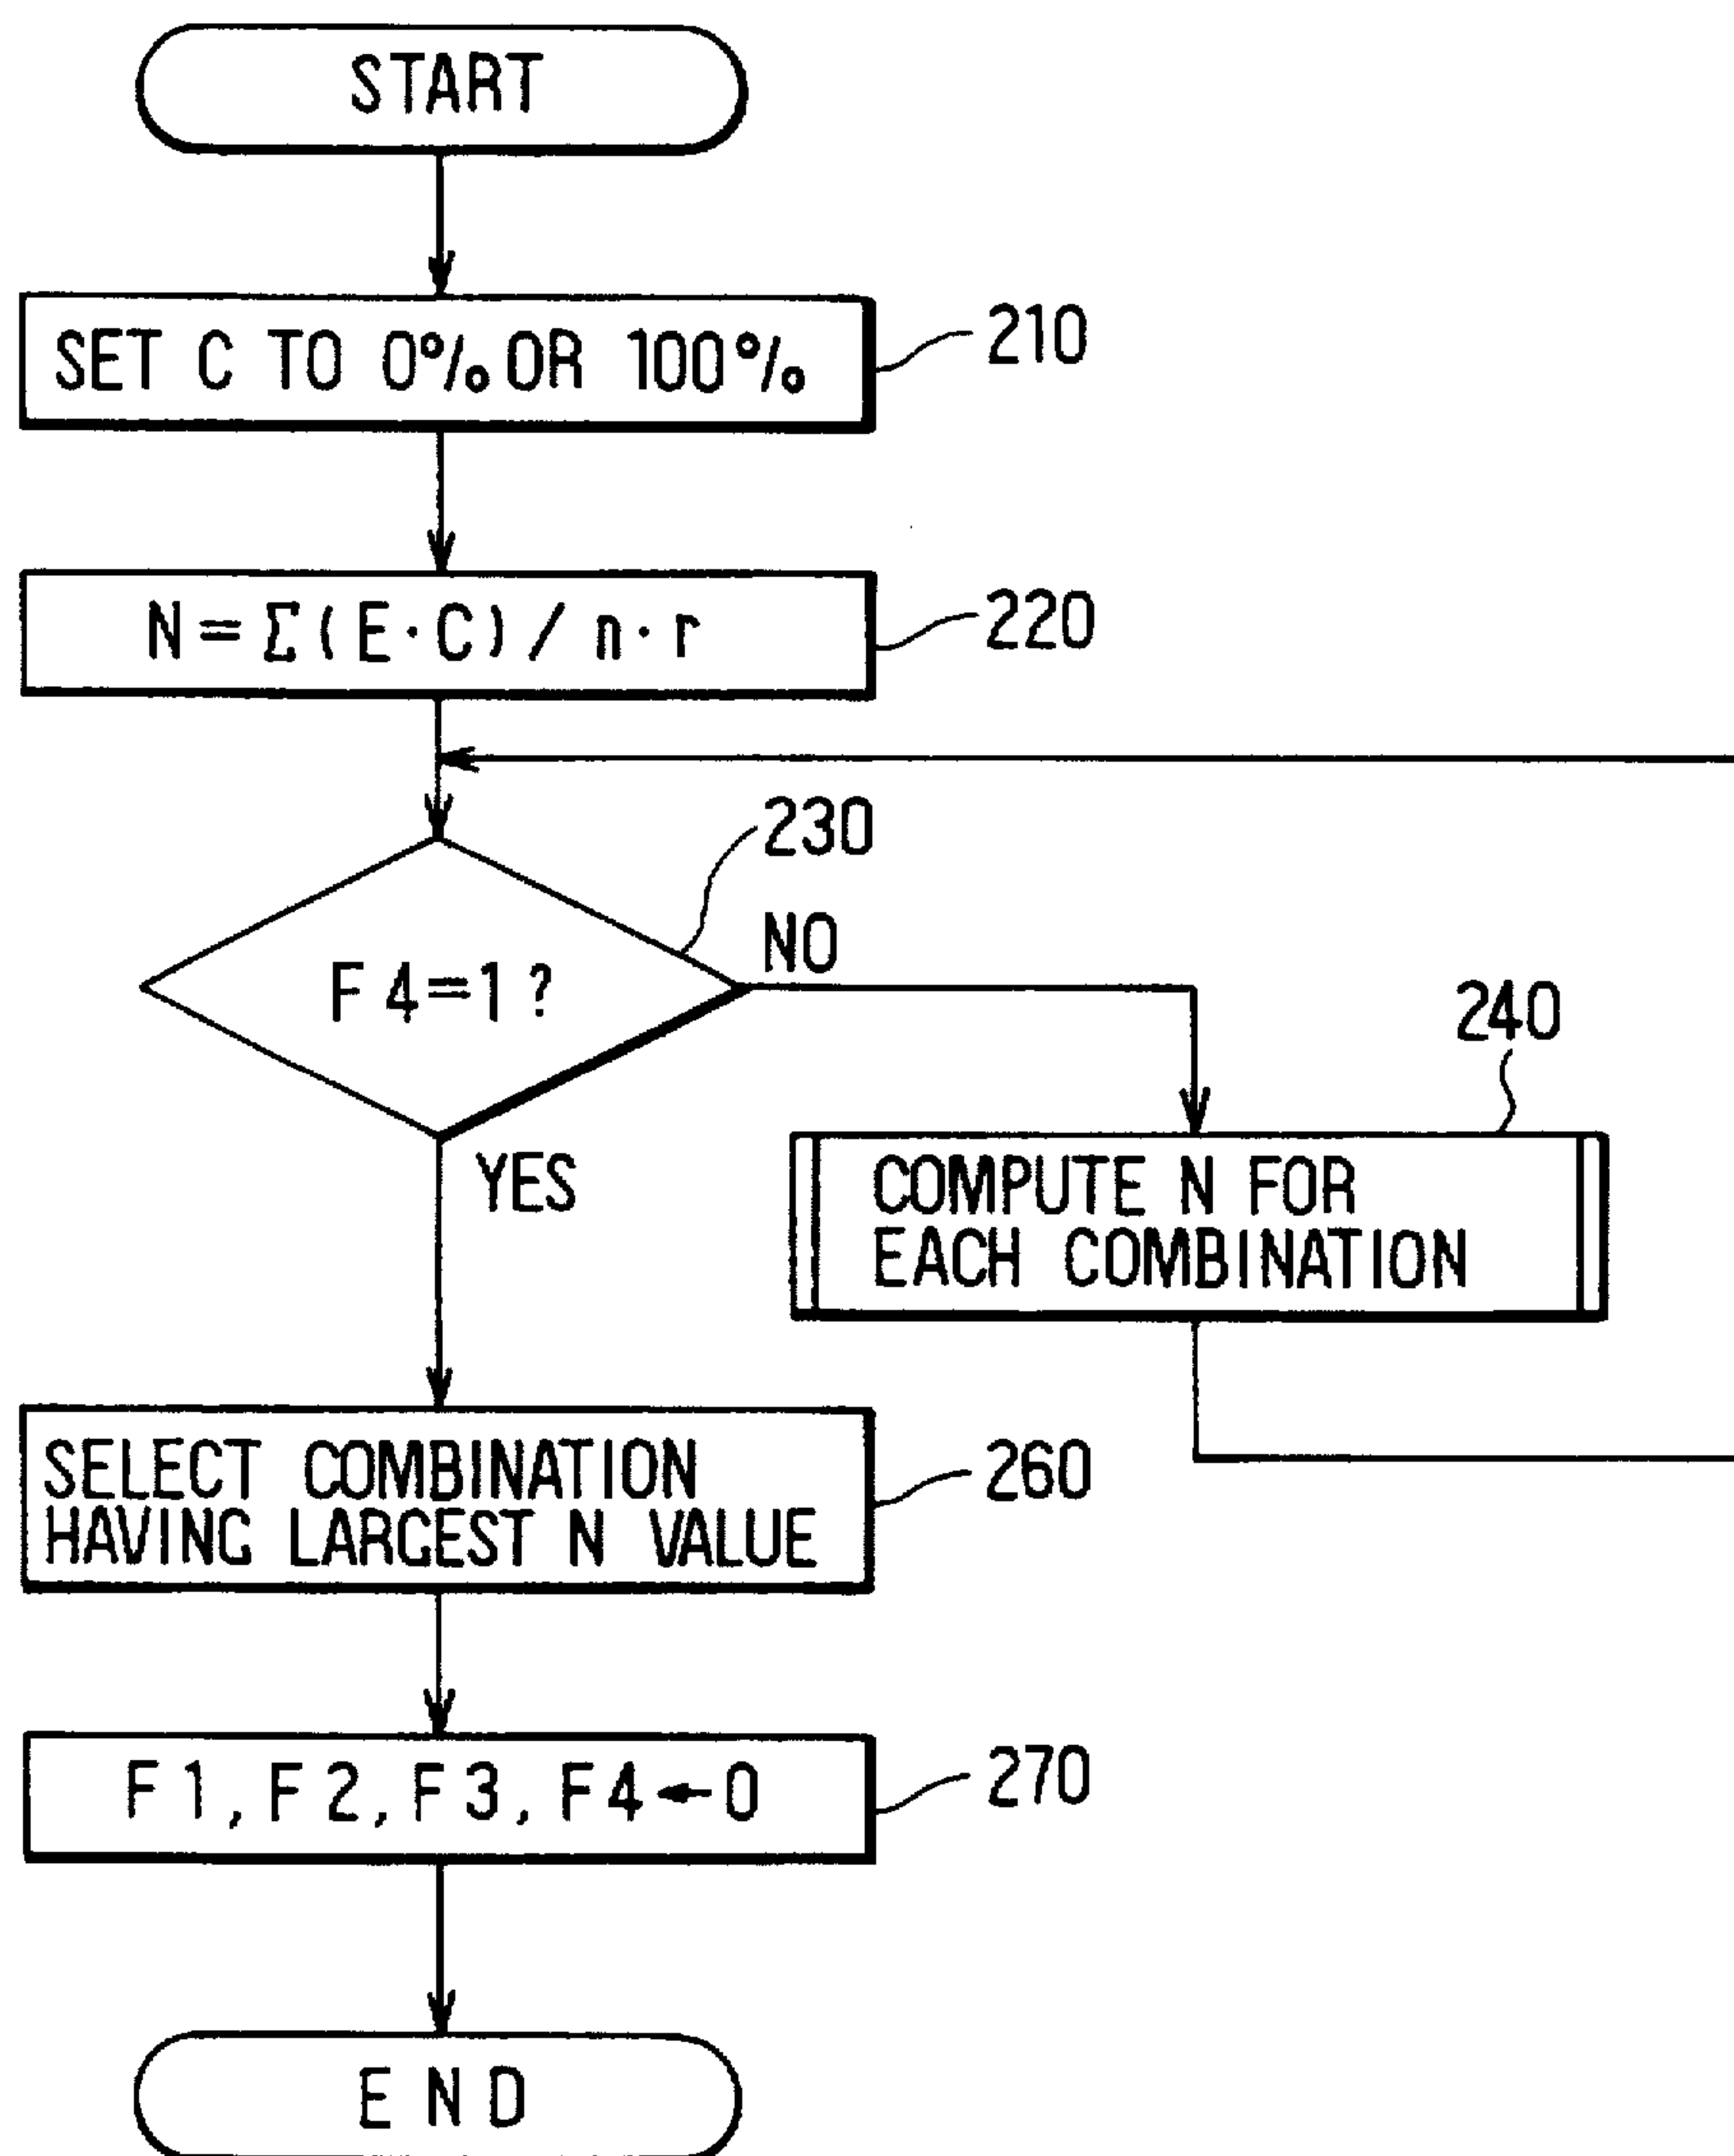 START
SET C TO 0% OR 100%
210
N=Σ(E·C)/n·r
220
230
F4=1?
NO
YES
240
COMPUTE N FOR
EACH COMBINATION
SELECT COMBINATION
HAVING LARGEST N VALUE
260
F1, F2, F3, F4←0
270
END